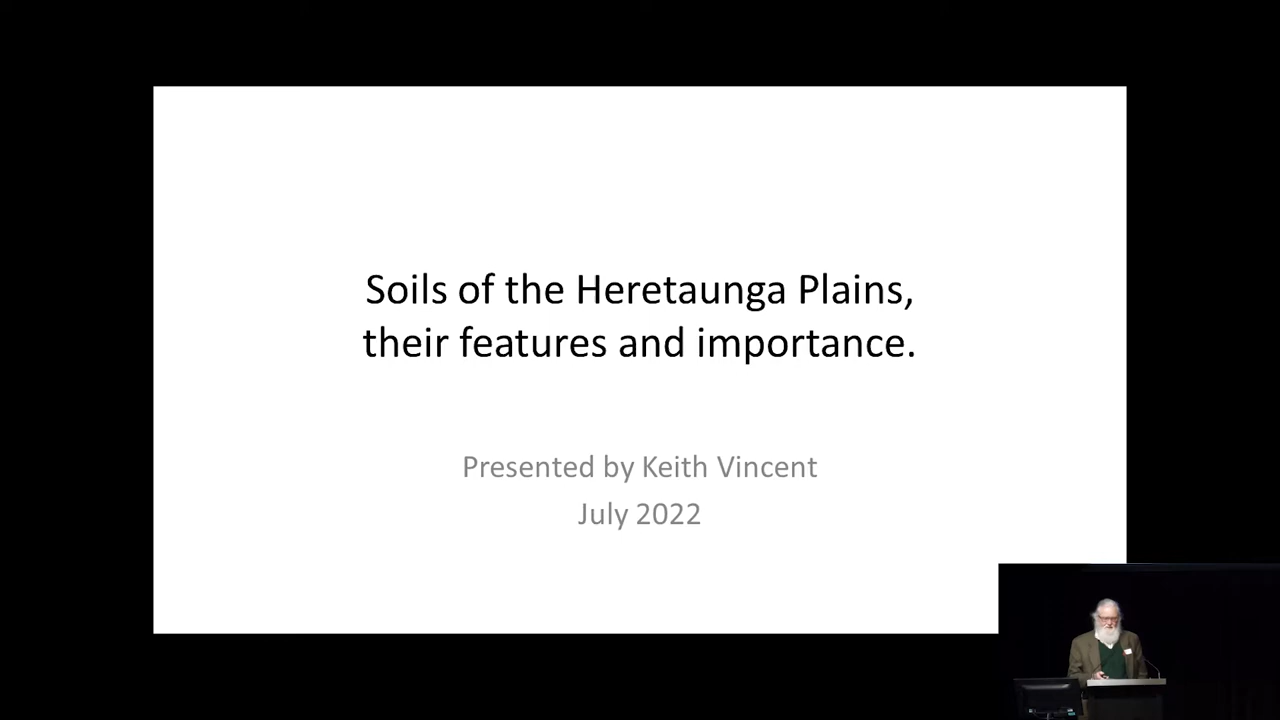 Soils of the Heretaunga Plains,
their features and importance.
Presented by Keith Vincent
July 2022